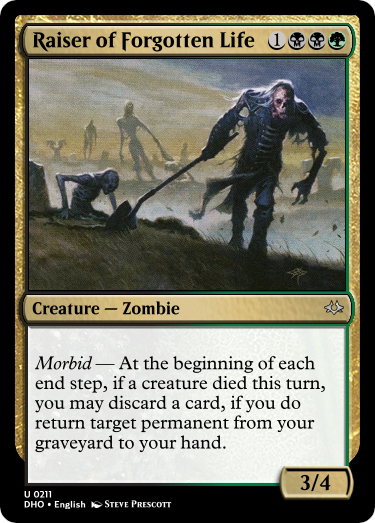 Raiser of Forgotten Life 1
Creature — Zombie
Morbid — At the beginning of each
end step, if a creature died this turn,
you may discard a card, if you do
return target permanent from your
graveyard to your hand.
3/4
U 0211
DHO • English STEVE PRESCOTT